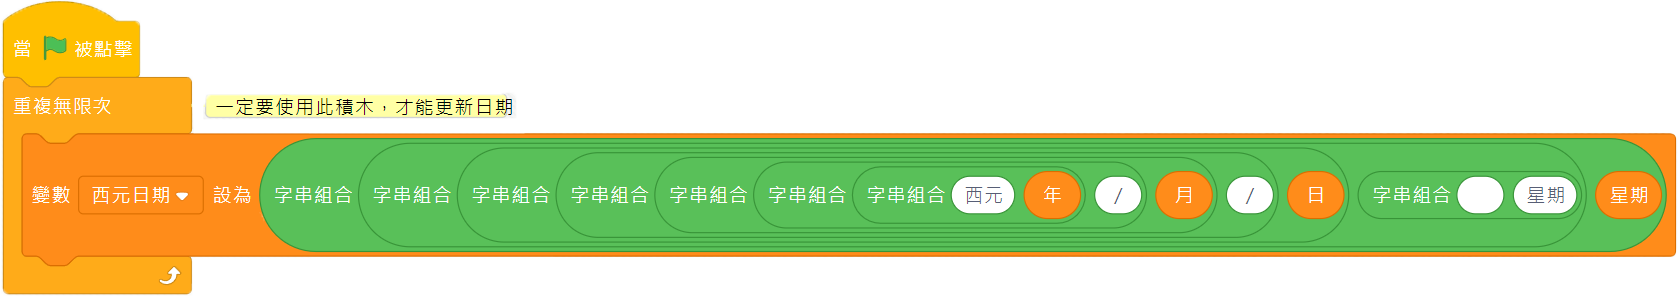 當 被點擊
重複無限次
一定要使用此積木，才能更新日期
變數 西元日期 設為 字串組合 字串組合 字串組合 字串組合 字串組合 字串組合 字串組合 西元 年 / 月 / 日 字串組合 星期 星期